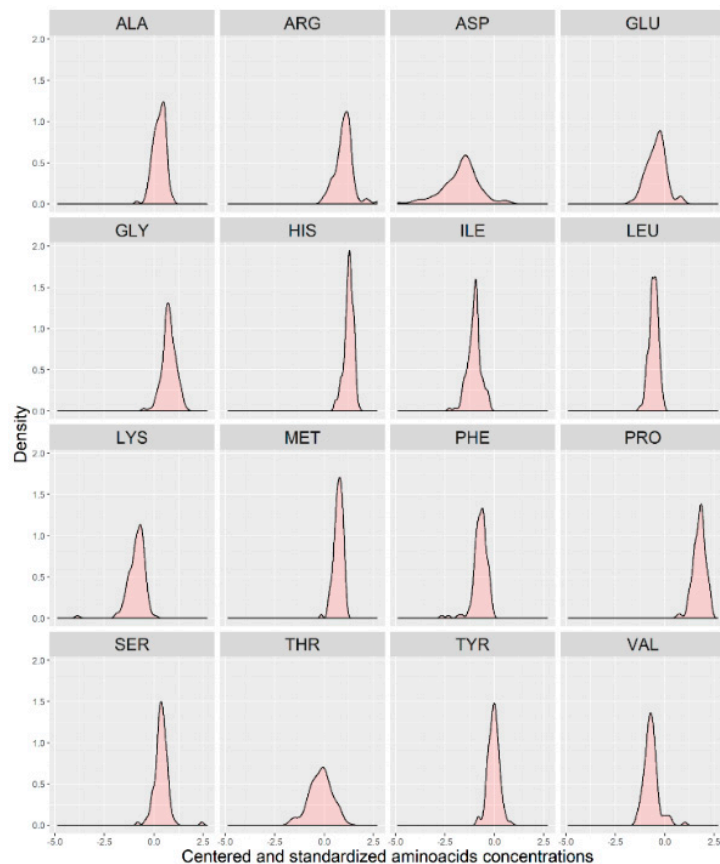 ALA ARG ASP GLU
2.0
1.5
1.0
0.5
0.0
GLY HIS ILE LEU
2.0
1.5
1.0
0.5
0.0
Density
LYS MET PHE PRO
2.0
1.5
1.0
0.5
0.0
SER THR TYR VAL
2.0
1.5
1.0
0.5
0.0
-5.0 -2.5 0.0 2.5 -5.0 -2.5 0.0 2.5 -5.0 -2.5 0.0 2.5 -5.0 -2.5 0.0 2.5
Centered and standardized aminoacids concentrations